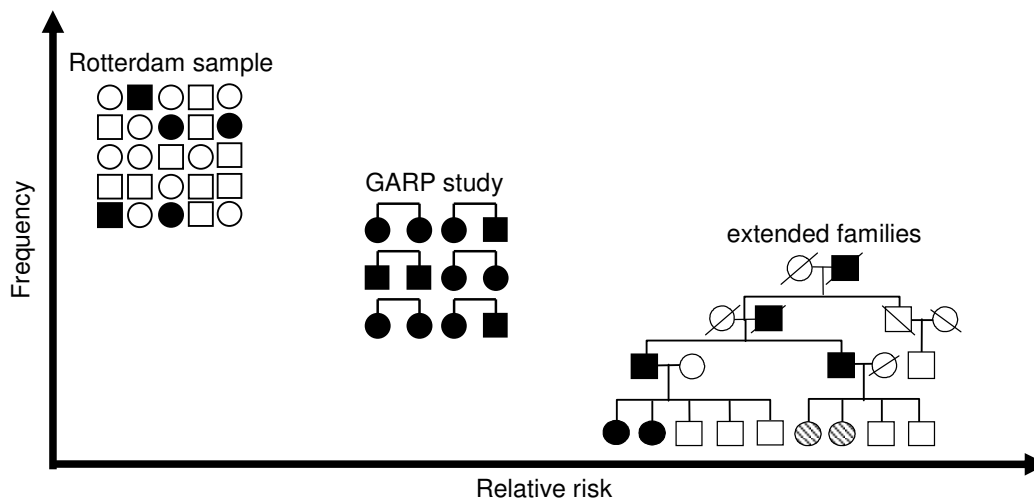 Rotterdam sample
GARP study
extended families
Frequency
Relative risk